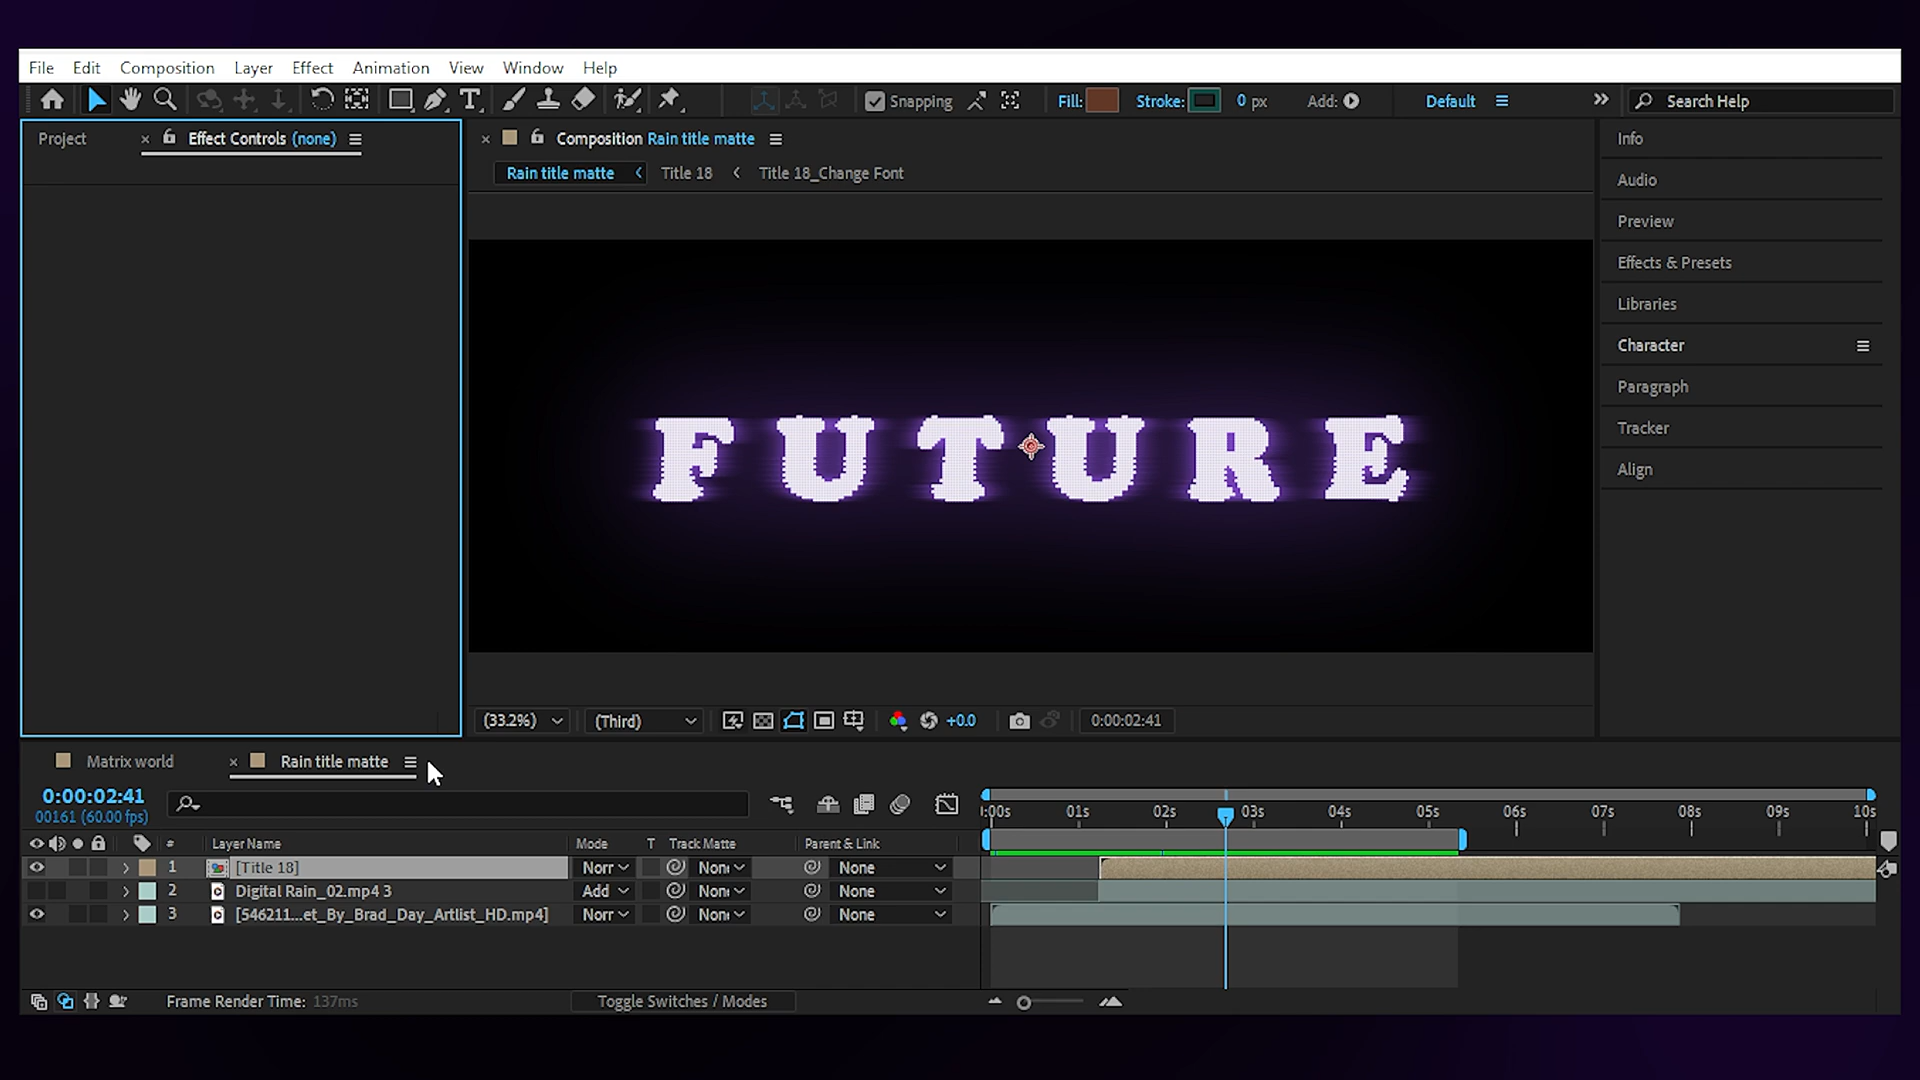 File Edit Composition Layer Effect Animation View Window Help
Snapping Fill: Stroke: 0 px Add: Default Search Help
Project × Effect Controls (none)
× Composition Rain title matte
Rain title matte Title 18 Title 18_Change Font
FUTURE
(33.2%) (Third) +0.0 0:00:02:41
Info
Audio
Preview
Effects & Presets
Libraries
Character
Paragraph
Tracker
Align
Matrix world × Rain title matte
0:00:02:41
00161 (60.00 fps)
:00s 01s 02s 03s 04s 05s 06s 07s 08s 09s 10s
# Layer Name Mode T Track Matte Parent & Link
1 [Title 18] Norr Non None
2 Digital Rain_02.mp4 3 Add Non None
3 [546211...et_By_Brad_Day_Artlist_HD.mp4] Norr Non None
Frame Render Time: 137ms Toggle Switches / Modes